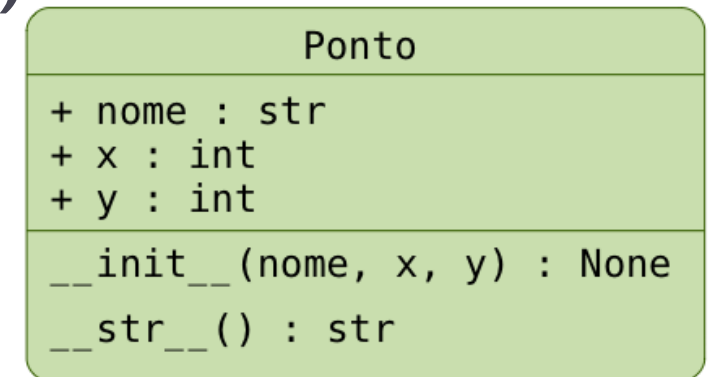 )
Ponto
+ nome : str
+ x : int
+ y : int
__init__(nome, x, y) : None
__str__() : str